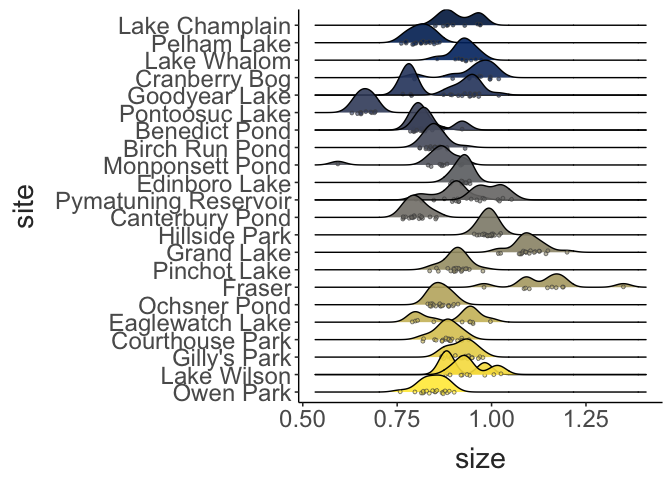 Lake Champlain
Pelham Lake
Lake Whalom
Cranberry Bog
Goodyear Lake
Pontoosuc Lake
Benedict Pond
Birch Run Pond
Monponsett Pond
Edinboro Lake
Pymatuning Reservoir
Canterbury Pond
Hillside Park
Grand Lake
Pinchot Lake
Fraser
Ochsner Pond
Eaglewatch Lake
Courthouse Park
Gilly's Park
Lake Wilson
Owen Park
site
0.50 0.75 1.00 1.25
size